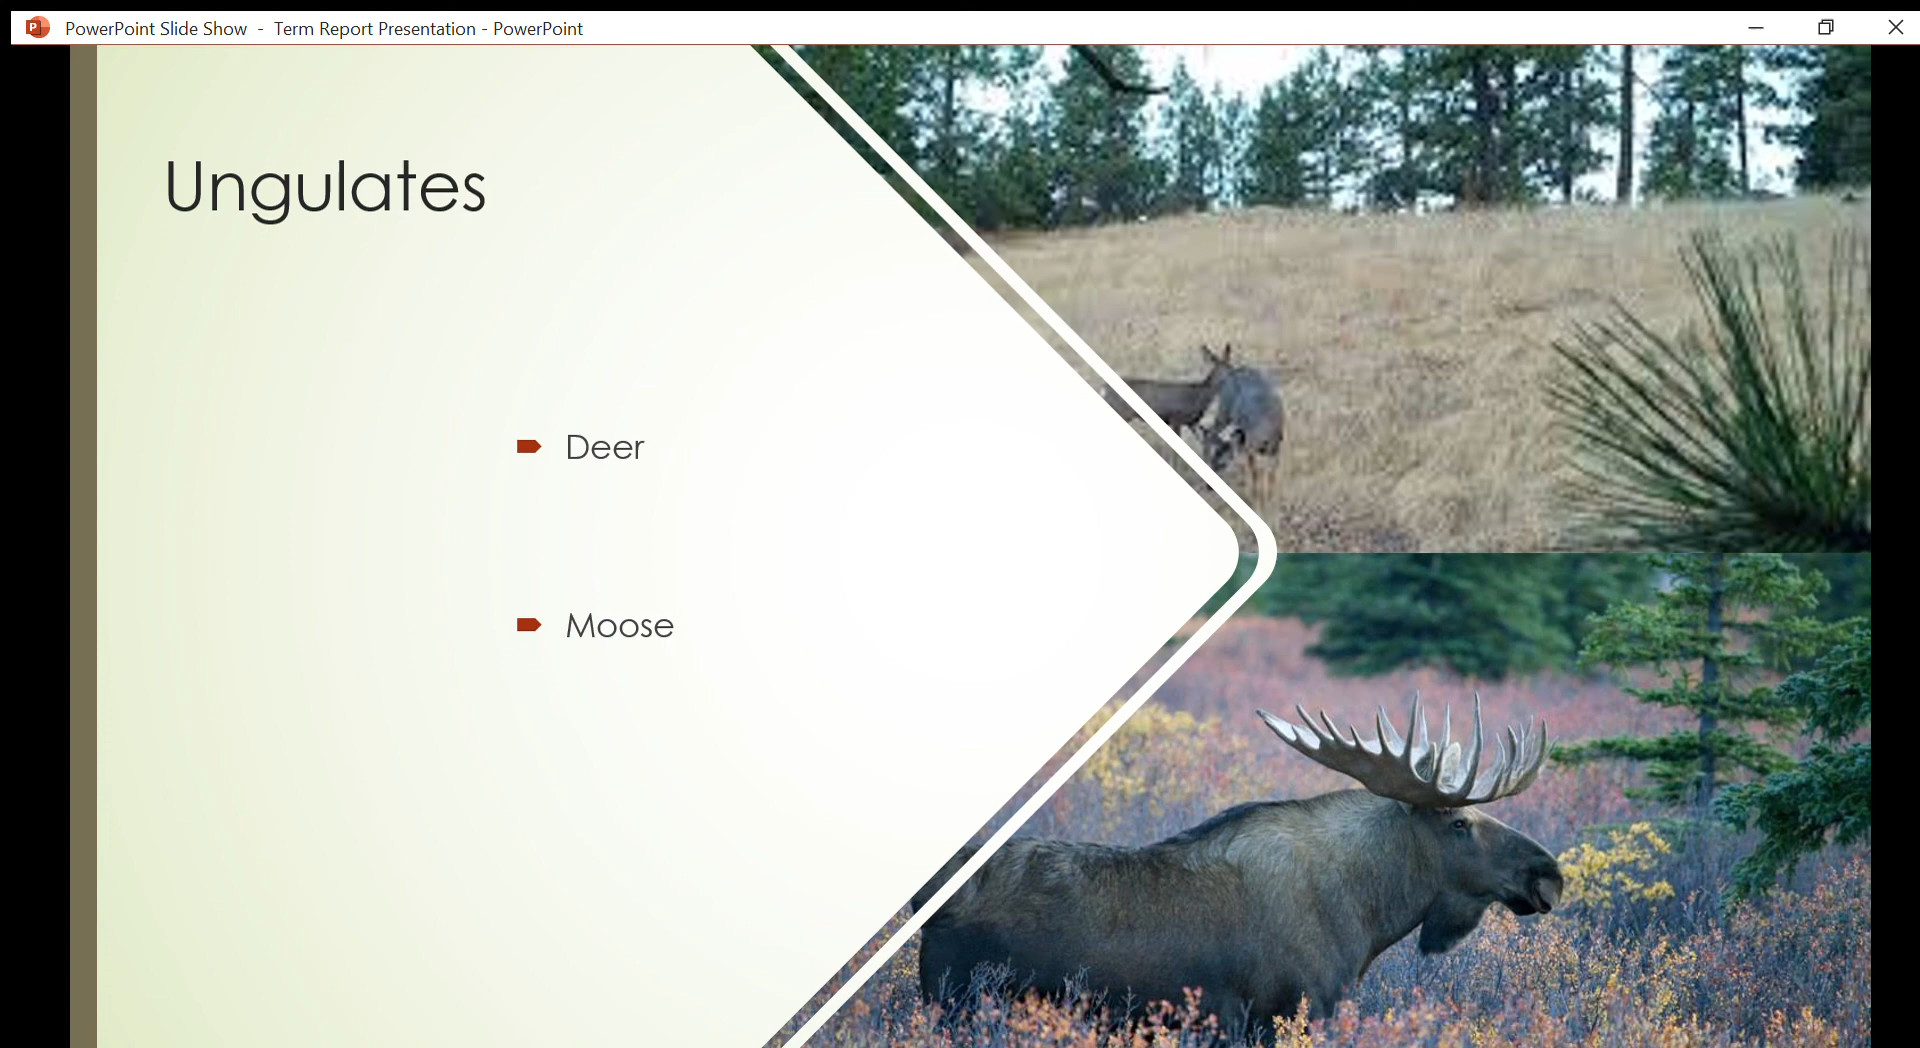 P
PowerPoint Slide Show - Term Report Presentation - PowerPoint
Ungulates
Deer
Moose